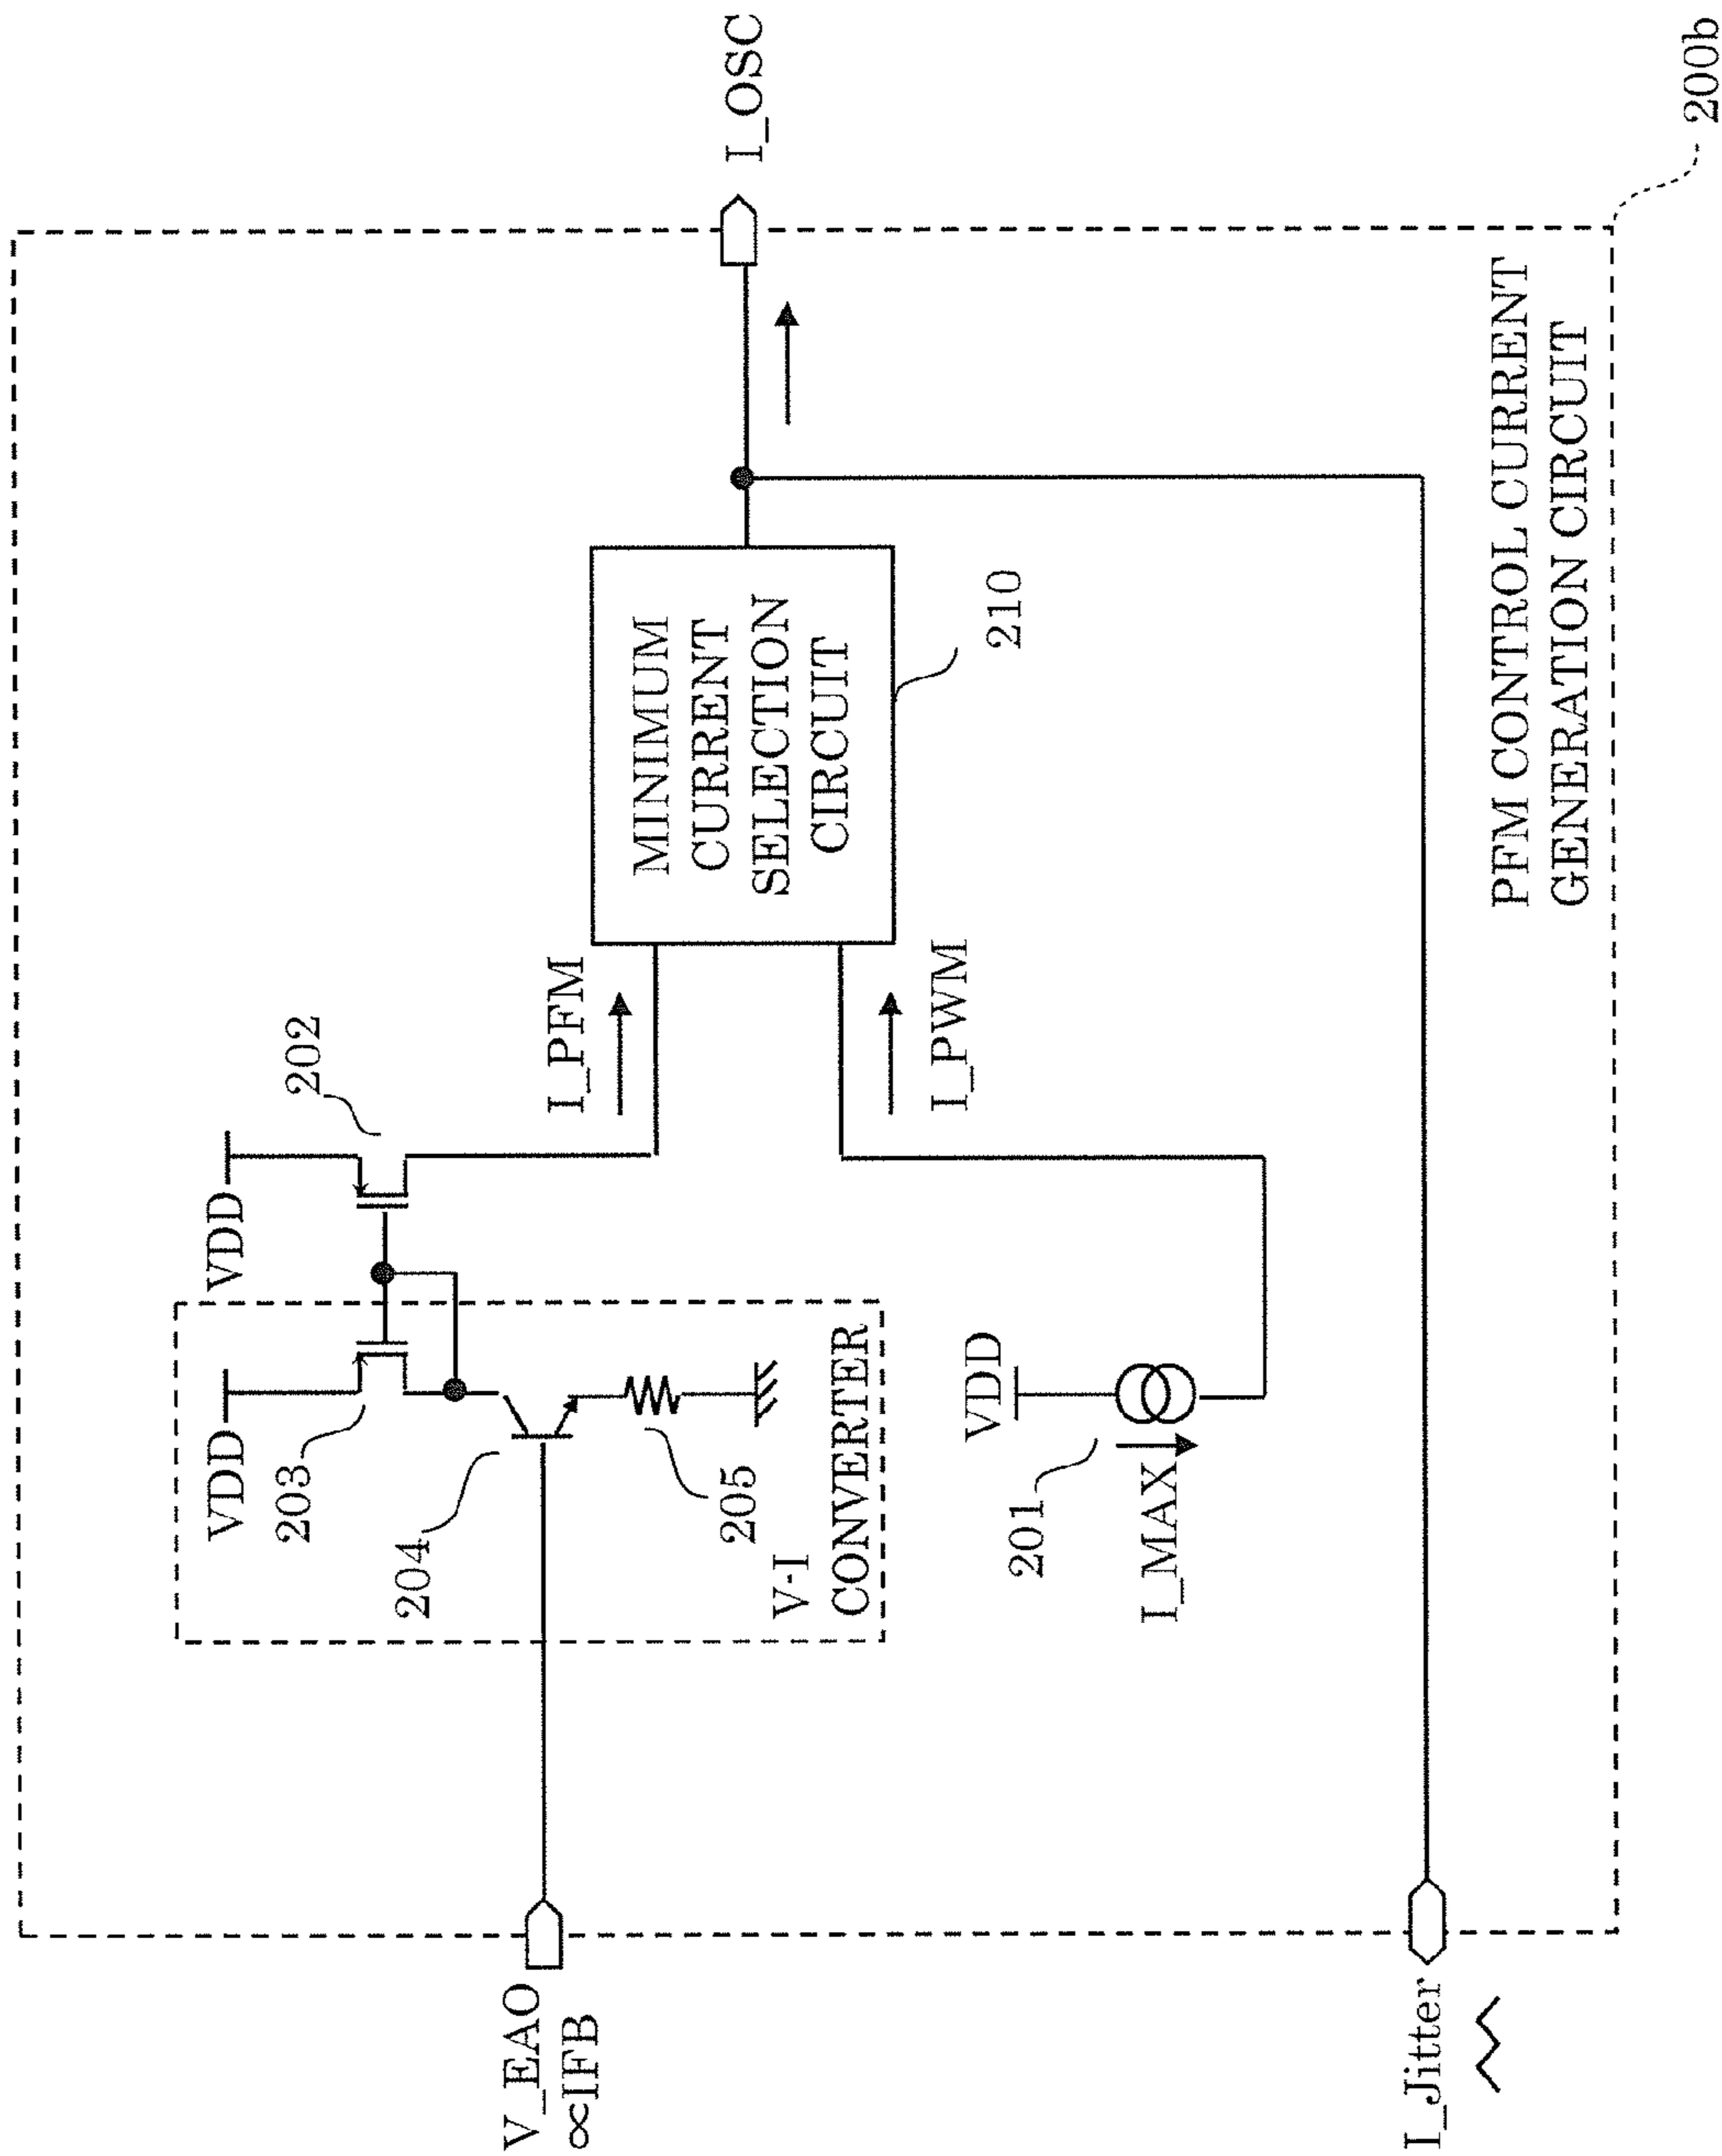 VDD
VDD
202
203
204
205
V-I
CONVERTER
V_EAO
∝IFB
I_PFM
I_PWM
MINIMUM
CURRENT
SELECTION
CIRCUIT
210
I_OSC
VDD
201
I_MAX
I_Jitter
PFM CONTROL CURRENT
GENERATION CIRCUIT
200b